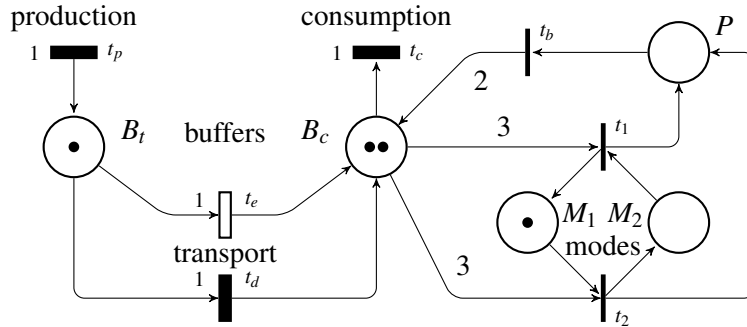 production
consumption
1 t_p
1 t_c
t_b
P
2
B_t
buffers
B_c
3
t_1
1 t_e
M_1 M_2
transport
modes
3
1 t_d
t_2